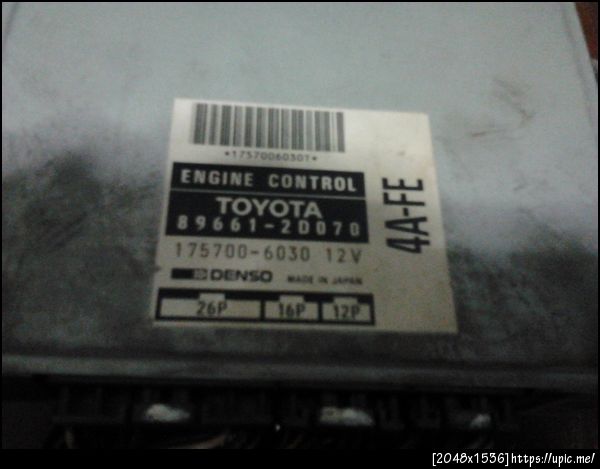 *1757006030T*
ENGINE CONTROL
TOYOTA
89661-2D070
175700-6030 12V
DENSO MADE IN JAPAN
26P 16P 12P
4A-FE
[2048x1536]https://upic.me/